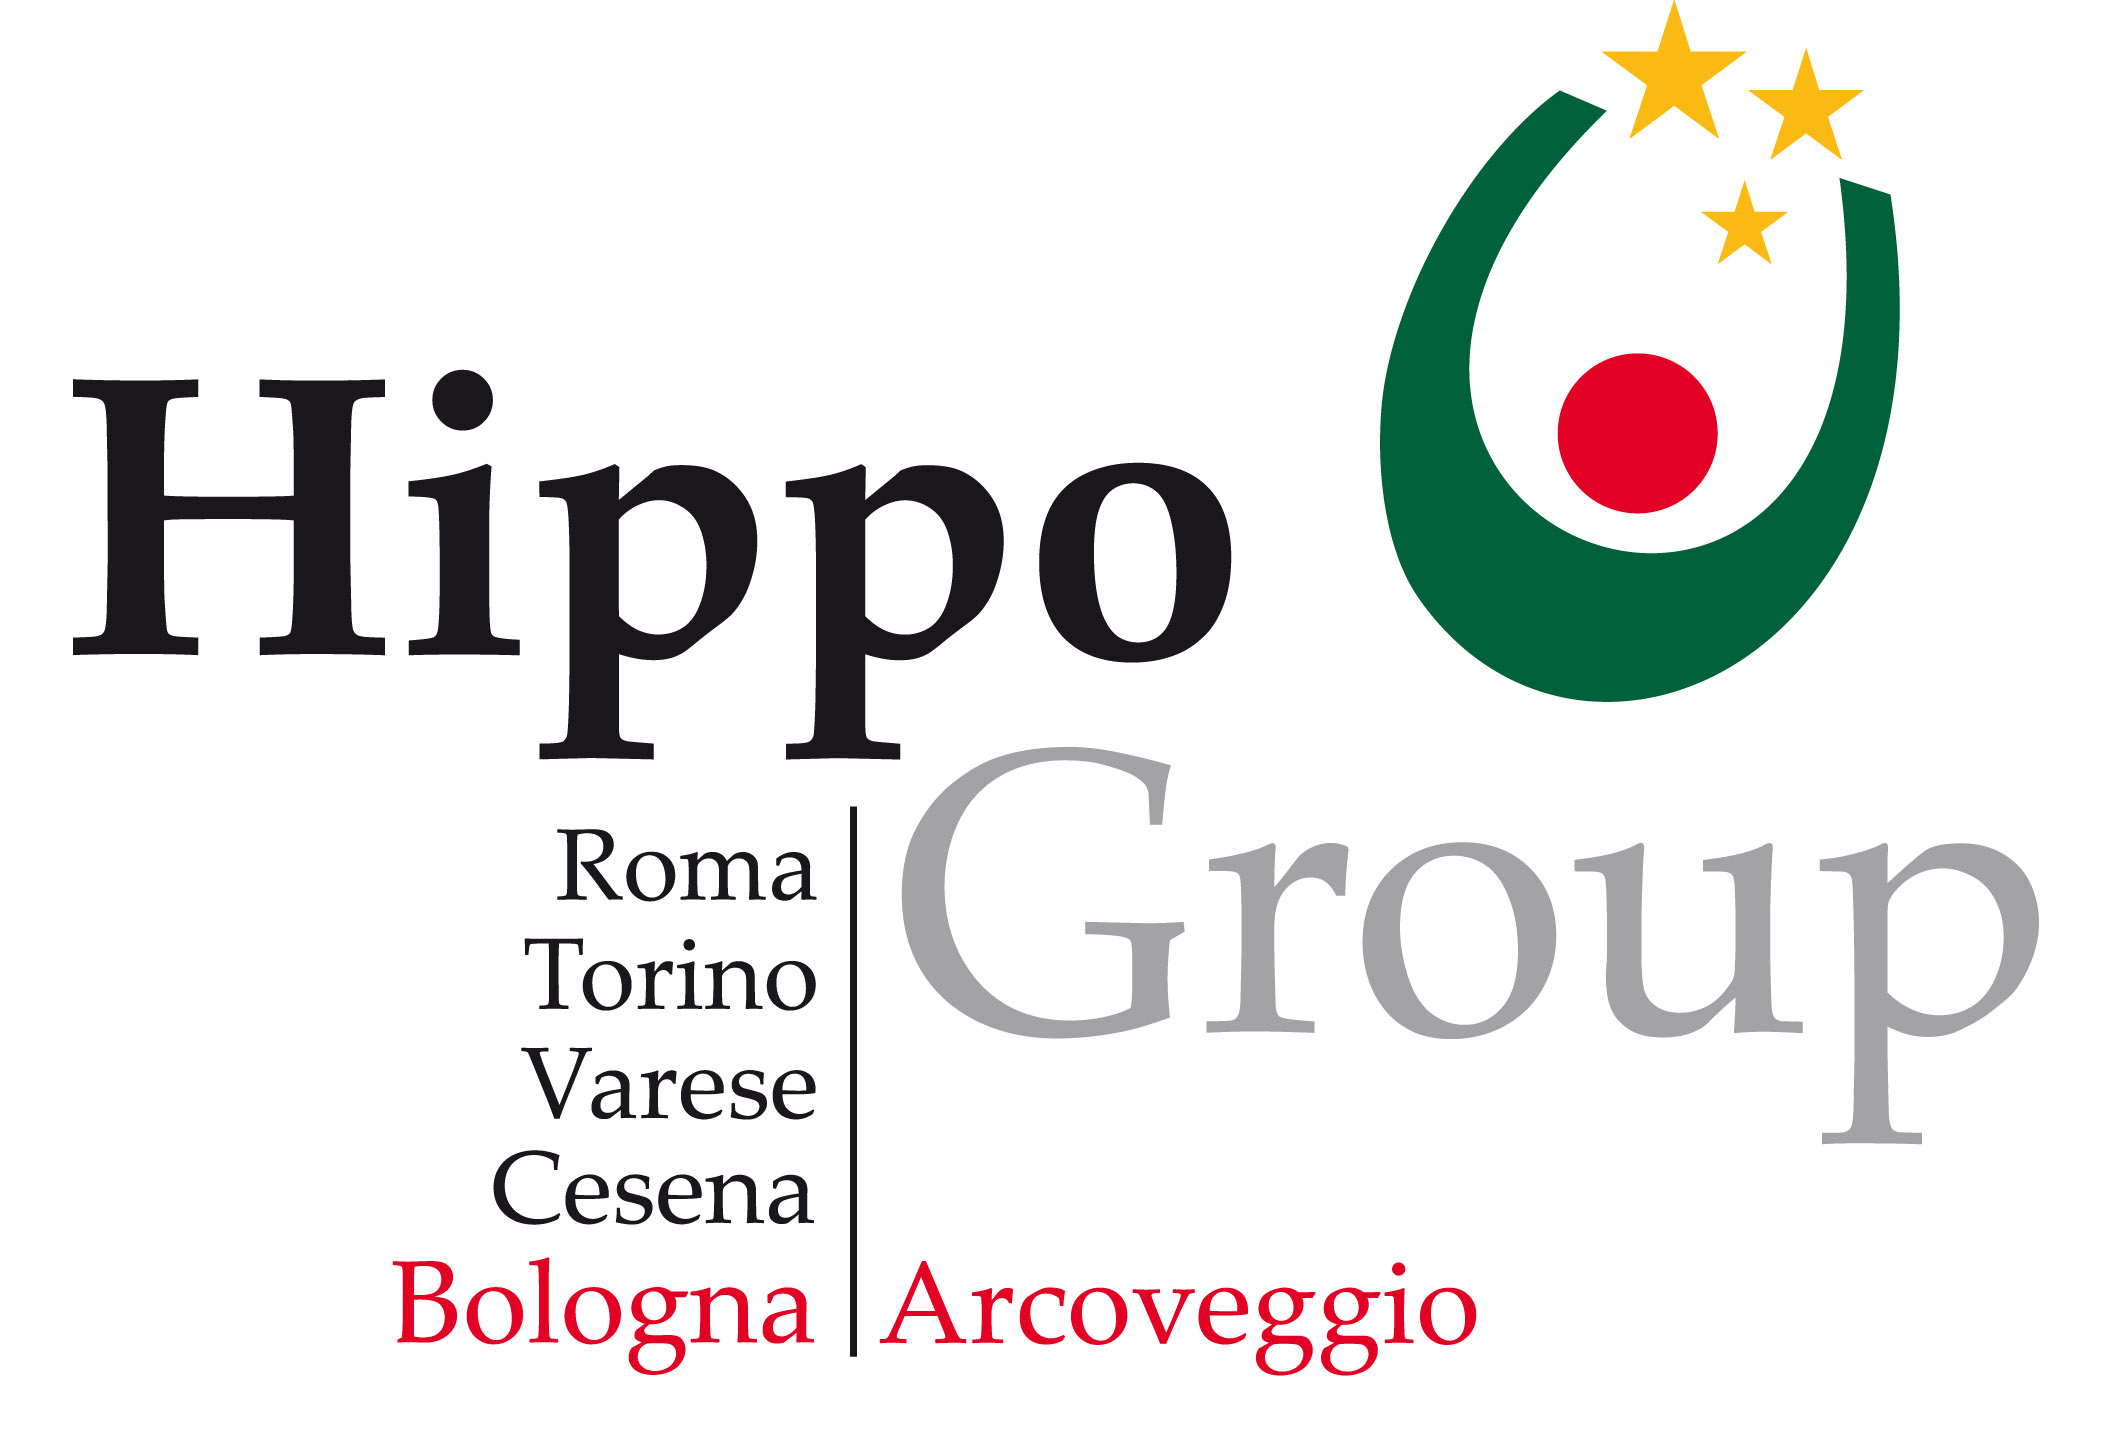 Hippo
Group
Roma
Torino
Varese
Cesena
Bologna Arcoveggio